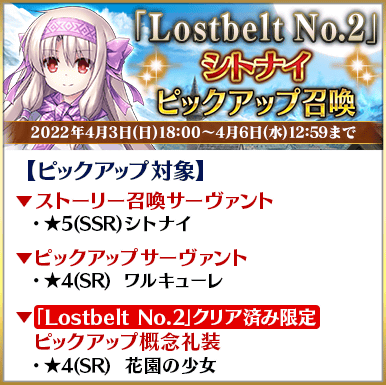 「Lostbelt No.2」
シトナイ
ピックアップ召喚
2022年4月3日(日)18:00～4月6日(水)12:59まで
【ピックアップ対象】
▼ストーリー召喚サーヴァント
・★5(SSR)シトナイ
▼ピックアップサーヴァント
・★4(SR) ワルキューレ
▼「Lostbelt No.2」クリア済み限定
ピックアップ概念礼装
・★4(SR) 花園の少女